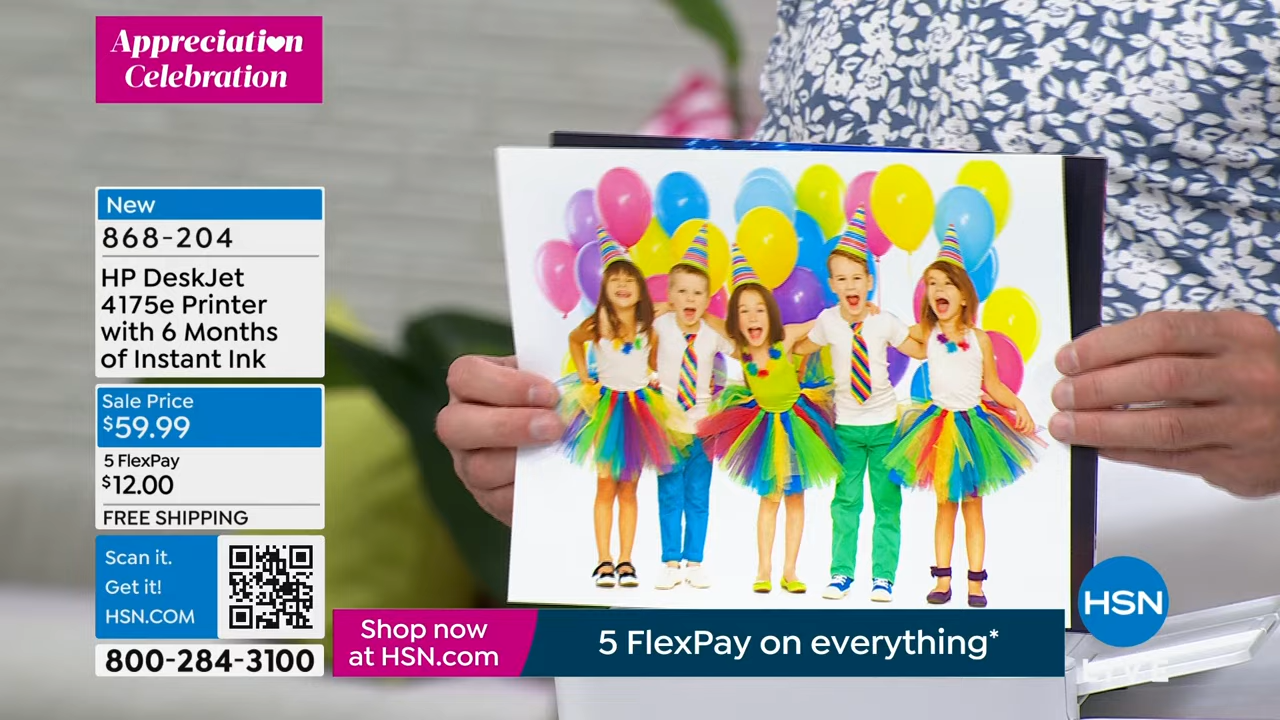 Appreciation
Celebration
New
868-204
HP DeskJet
4175e Printer
with 6 Months
of Instant Ink
Sale Price
$59.99
5 FlexPay
$12.00
FREE SHIPPING
Scan it.
Get it!
HSN.COM
800-284-3100
Shop now
at HSN.com
5 FlexPay on everything*
HSN
LIVE